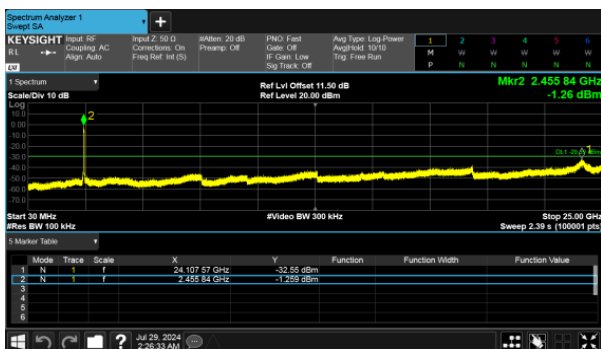 Spectrum Analyzer 1
Swept SA
KEYSIGHT Input: RF Input Z: 50 Ω #Atten: 20 dB PNO: Fast Avg Type: Log-Power 1 2 3 4 5 6
RL Coupling: AC Corrections: On Preamp: Off Gate: Off Avg|Hold: 10/10 M W W W W W
Align: Auto Freq Ref: Int (S) IF Gain: Low Trig: Free Run
LXI Sig Track: Off P N N N N N
1 Spectrum Ref Lvl Offset 11.50 dB Mkr2 2.455 84 GHz
Scale/Div 10 dB Ref Level 20.00 dBm -1.26 dBm
Log
10.0
0.00
-10.0
-20.0
-30.0
-40.0
-50.0
-60.0
-70.0
2
1
Start 30 MHz #Video BW 300 kHz Stop 25.00 GHz
#Res BW 100 kHz Sweep 2.39 s (100001 pts)
5 Marker Table
Mode Trace Scale X Y Function Function Width Function Value
1 N 1 f 24.107 57 GHz -32.55 dBm
2 N 1 f 2.455 84 GHz -1.259 dBm
3
4
5
6
Jul 29, 2024
2:26:33 AM